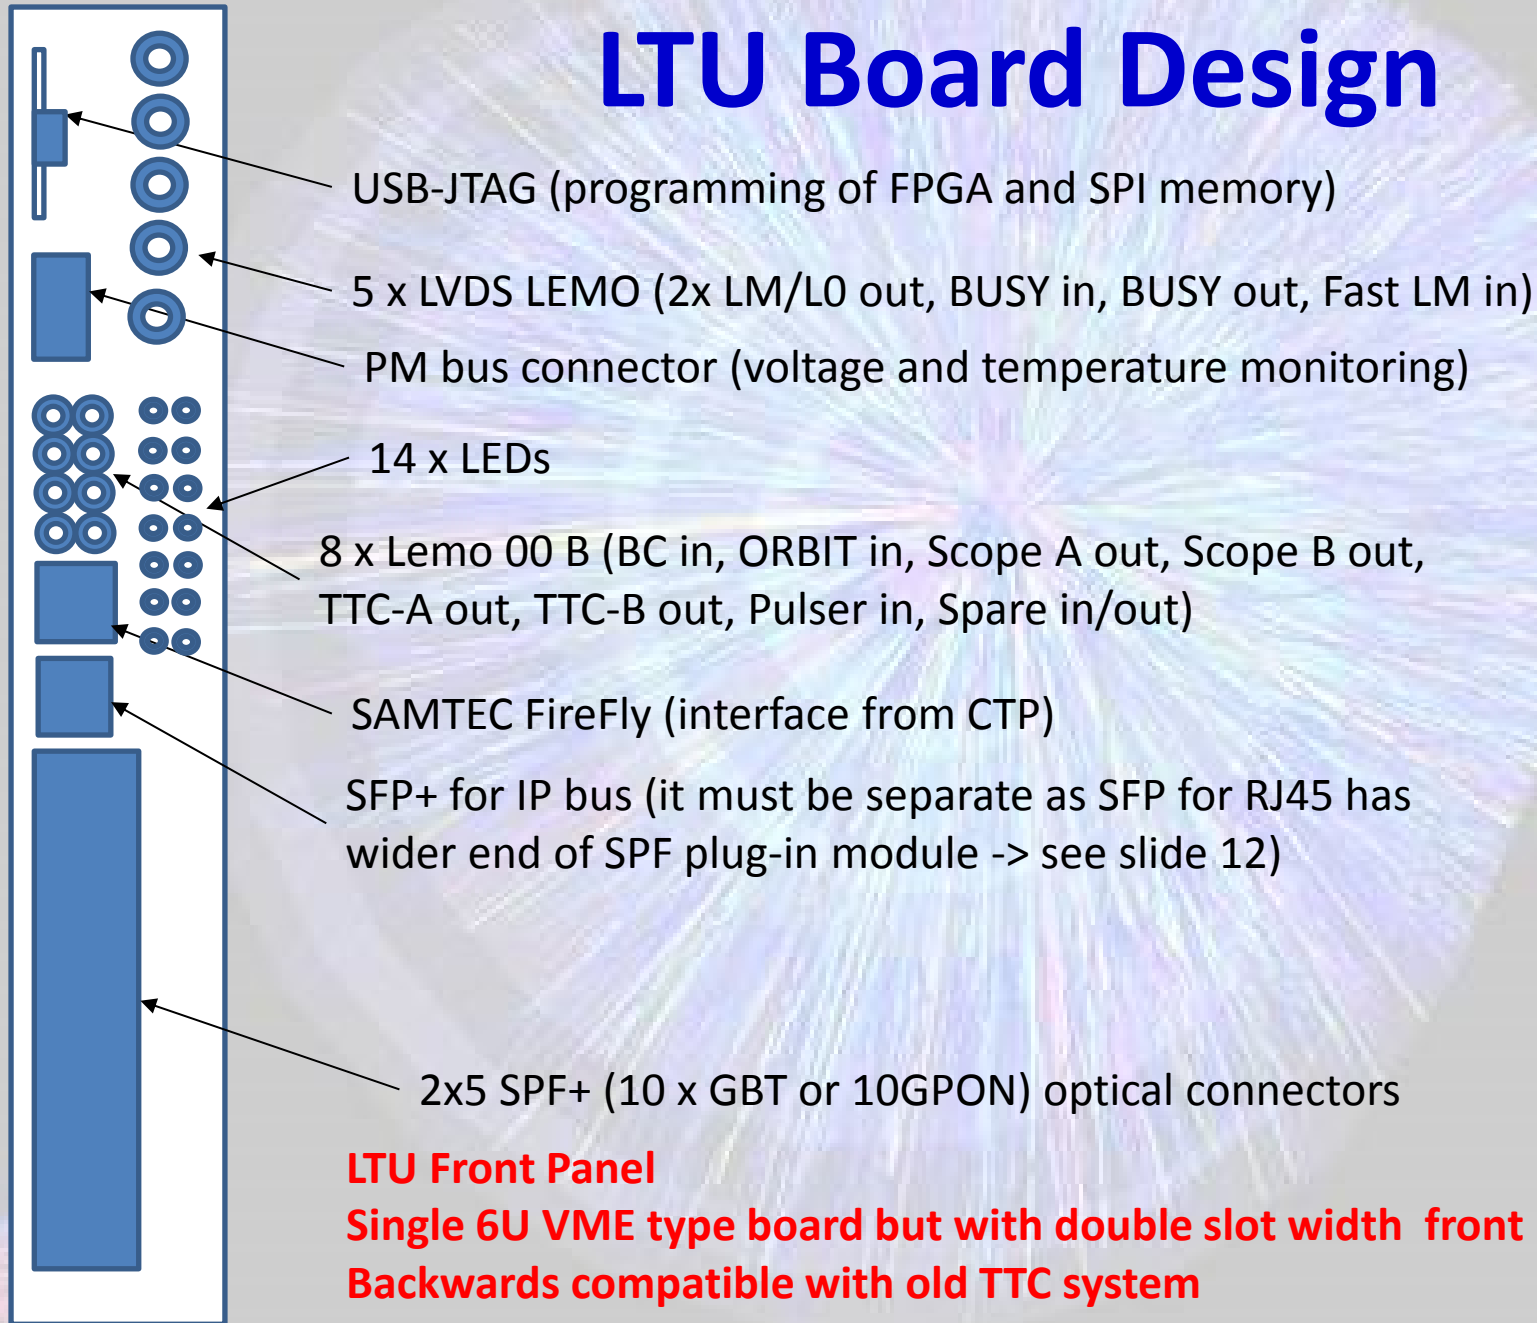 LTU Board Design
USB-JTAG (programming of FPGA and SPI memory)
5 x LVDS LEMO (2x LM/L0 out, BUSY in, BUSY out, Fast LM in)
PM bus connector (voltage and temperature monitoring)
14 x LEDs
8 x Lemo 00 B (BC in, ORBIT in, Scope A out, Scope B out,
TTC-A out, TTC-B out, Pulser in, Spare in/out)
SAMTEC FireFly (interface from CTP)
SFP+ for IP bus (it must be separate as SFP for RJ45 has
wider end of SPF plug-in module -> see slide 12)
2x5 SPF+ (10 x GBT or 10GPON) optical connectors
LTU Front Panel
Single 6U VME type board but with double slot width front
Backwards compatible with old TTC system